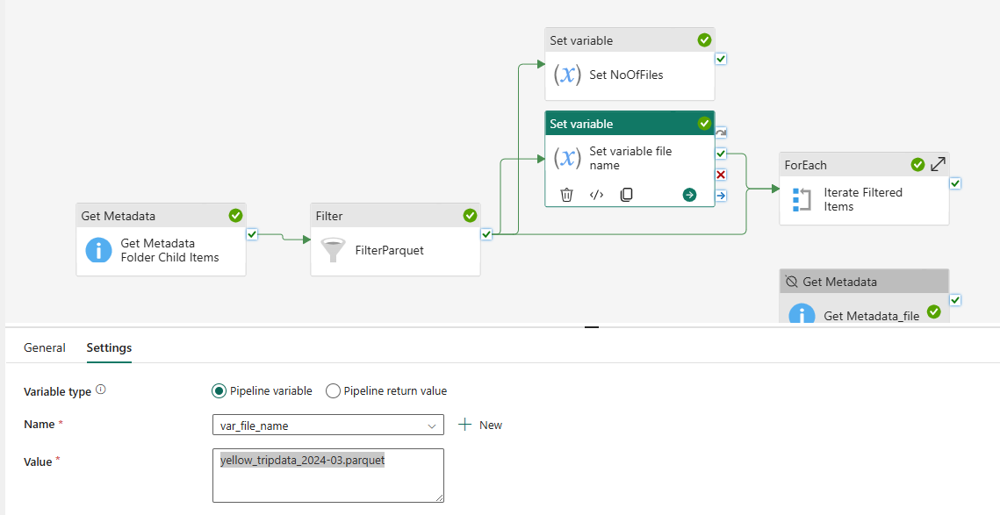 Set variable
(x) Set NoOfFiles
Set variable
(x) Set variable file
name
</>
ForEach
Iterate Filtered
Items
Get Metadata
i Get Metadata
Folder Child Items
Filter
FilterParquet
Get Metadata
i Get Metadata_file
General Settings
Variable type i Pipeline variable Pipeline return value
Name * var_file_name + New
Value * yellow_tripdata_2024-03.parquet